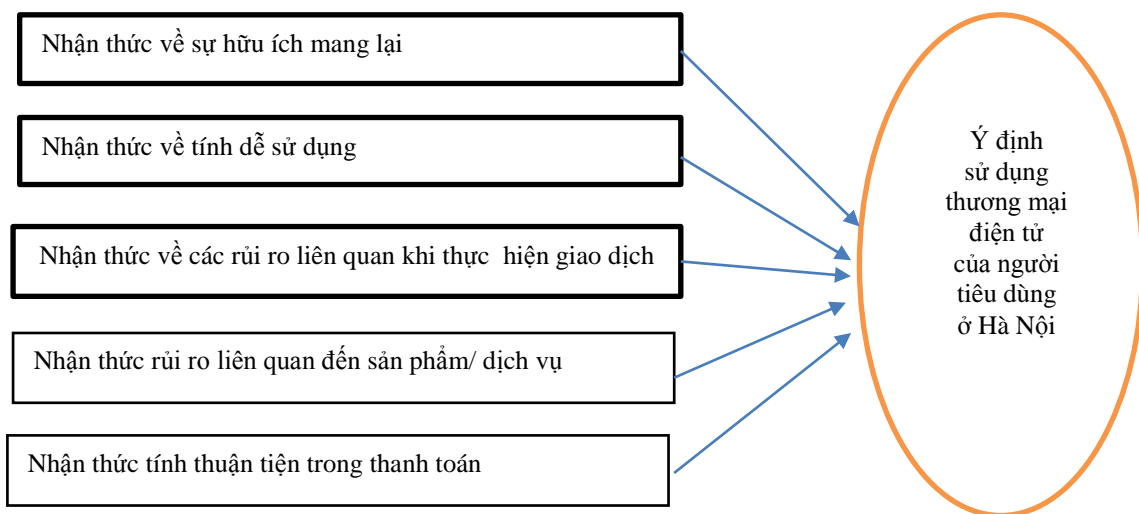 Nhận thức về sự hữu ích mang lại
Nhận thức về tính dễ sử dụng
Nhận thức về các rủi ro liên quan khi thực hiện giao dịch
Nhận thức rủi ro liên quan đến sản phẩm/ dịch vụ
Nhận thức tính thuận tiện trong thanh toán
Ý định
sử dụng
thương mại
điện tử
của người
tiêu dùng
ở Hà Nội